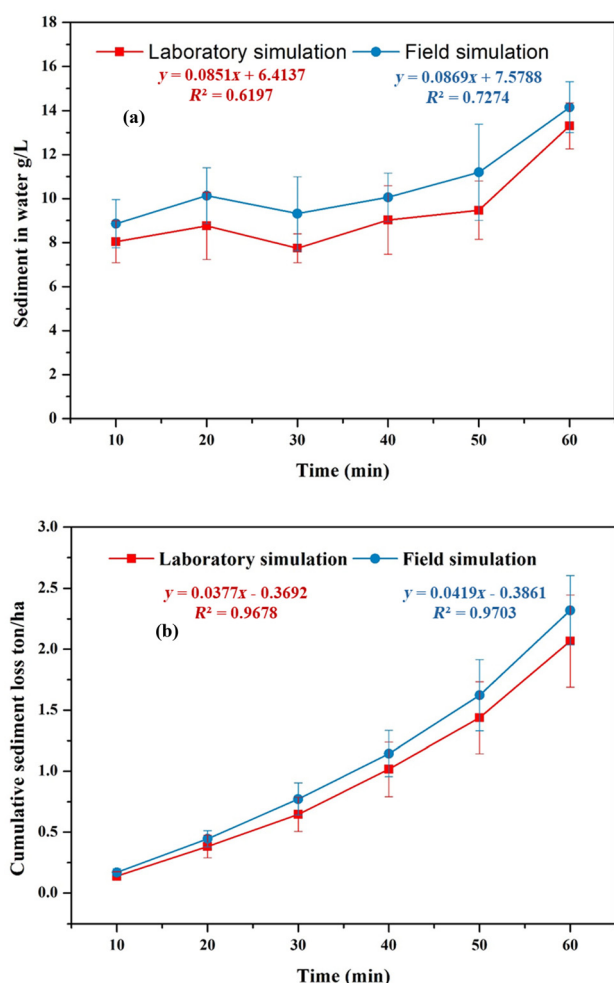 18
16
14
12
10
8
6
4
2
0
Sediment in water g/L
Laboratory simulation Field simulation
y = 0.0851x + 6.4137 y = 0.0869x + 7.5788
R² = 0.6197 R² = 0.7274
(a)
10 20 30 40 50 60
Time (min)
3.0
2.5
2.0
1.5
1.0
0.5
0.0
Cumulative sediment loss ton/ha
Laboratory simulation Field simulation
y = 0.0377x - 0.3692 y = 0.0419x - 0.3861
R² = 0.9678 R² = 0.9703
(b)
10 20 30 40 50 60
Time (min)